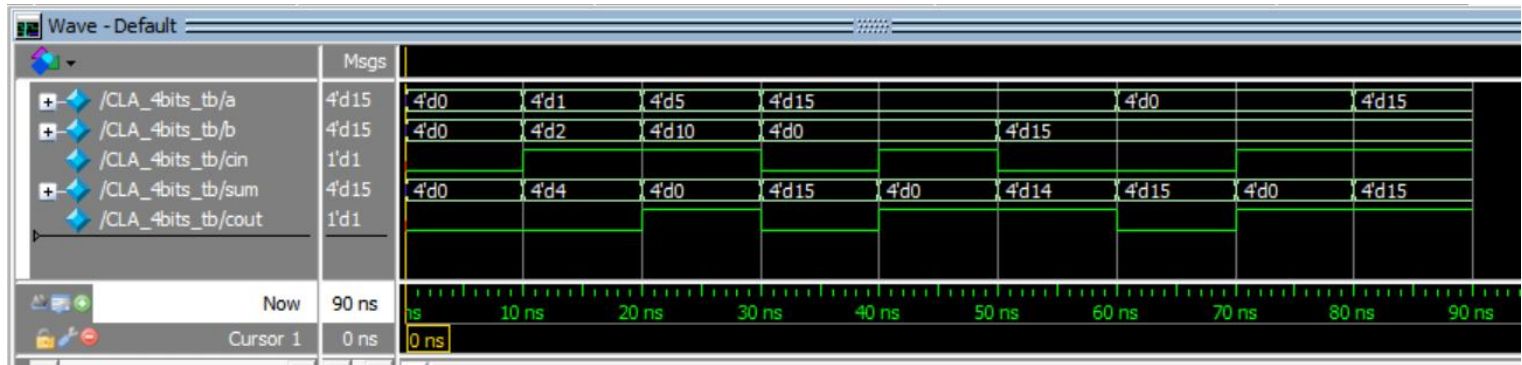 Wave - Default
Msgs
/CLA_4bits_tb/a 4'd15 4'd0 4'd1 4'd5 4'd15 4'd0 4'd15
/CLA_4bits_tb/b 4'd15 4'd0 4'd2 4'd10 4'd0 4'd15
/CLA_4bits_tb/cin 1'd1
/CLA_4bits_tb/sum 4'd15 4'd0 4'd4 4'd0 4'd15 4'd0 4'd14 4'd15 4'd0 4'd15
/CLA_4bits_tb/cout 1'd1
Now 90 ns ns 10 ns 20 ns 30 ns 40 ns 50 ns 60 ns 70 ns 80 ns 90 ns
Cursor 1 0 ns 0 ns